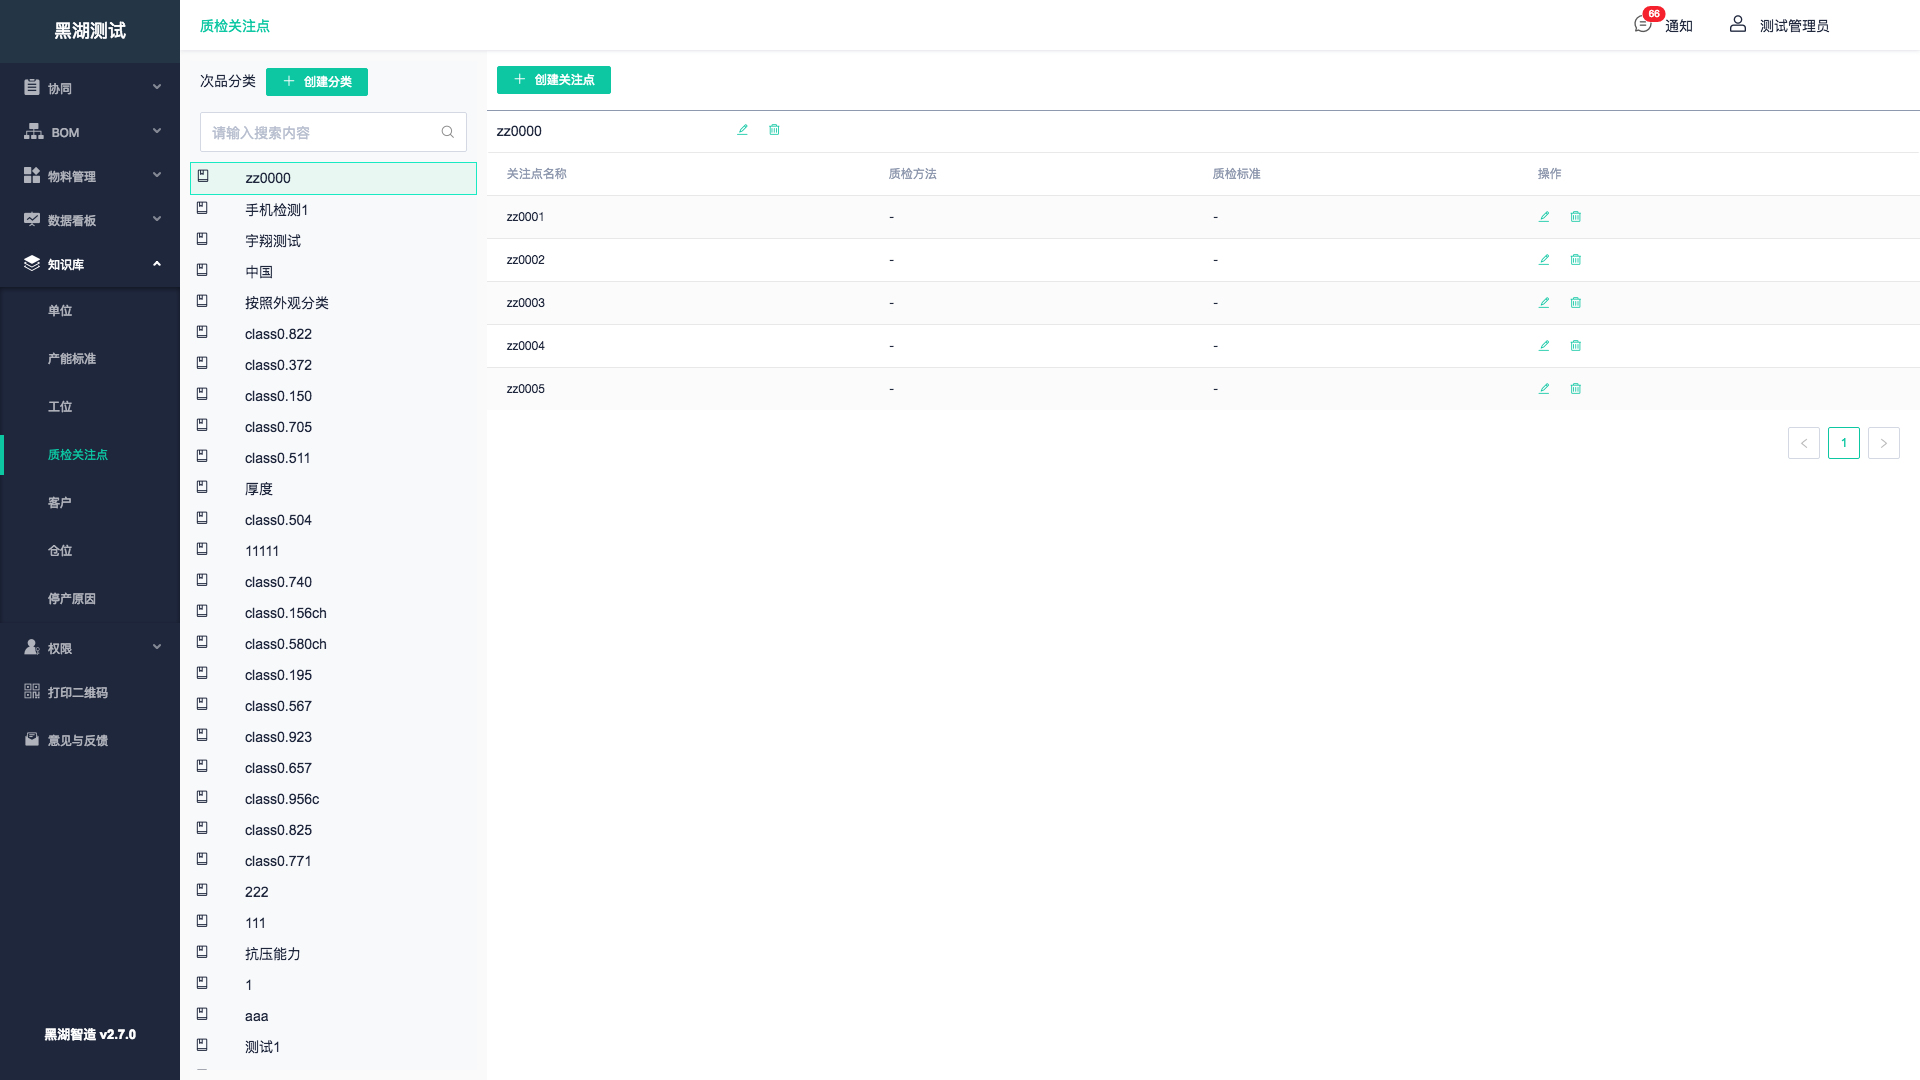 黑湖测试
协同
BOM
物料管理
数据看板
知识库
单位
产能标准
工位
质检关注点
客户
仓位
停产原因
权限
打印二维码
意见与反馈
黑湖智造 v2.7.0
质检关注点
66
通知
测试管理员
次品分类
创建分类
请输入搜索内容
zz0000
手机检测1
宇翔测试
中国
按照外观分类
class0.822
class0.372
class0.150
class0.705
class0.511
厚度
class0.504
11111
class0.740
class0.156ch
class0.580ch
class0.195
class0.567
class0.923
class0.657
class0.956c
class0.825
class0.771
222
111
抗压能力
1
aaa
测试1
创建关注点
zz0000
关注点名称 质检方法 质检标准 操作
zz0001 - -
zz0002 - -
zz0003 - -
zz0004 - -
zz0005 - -
1